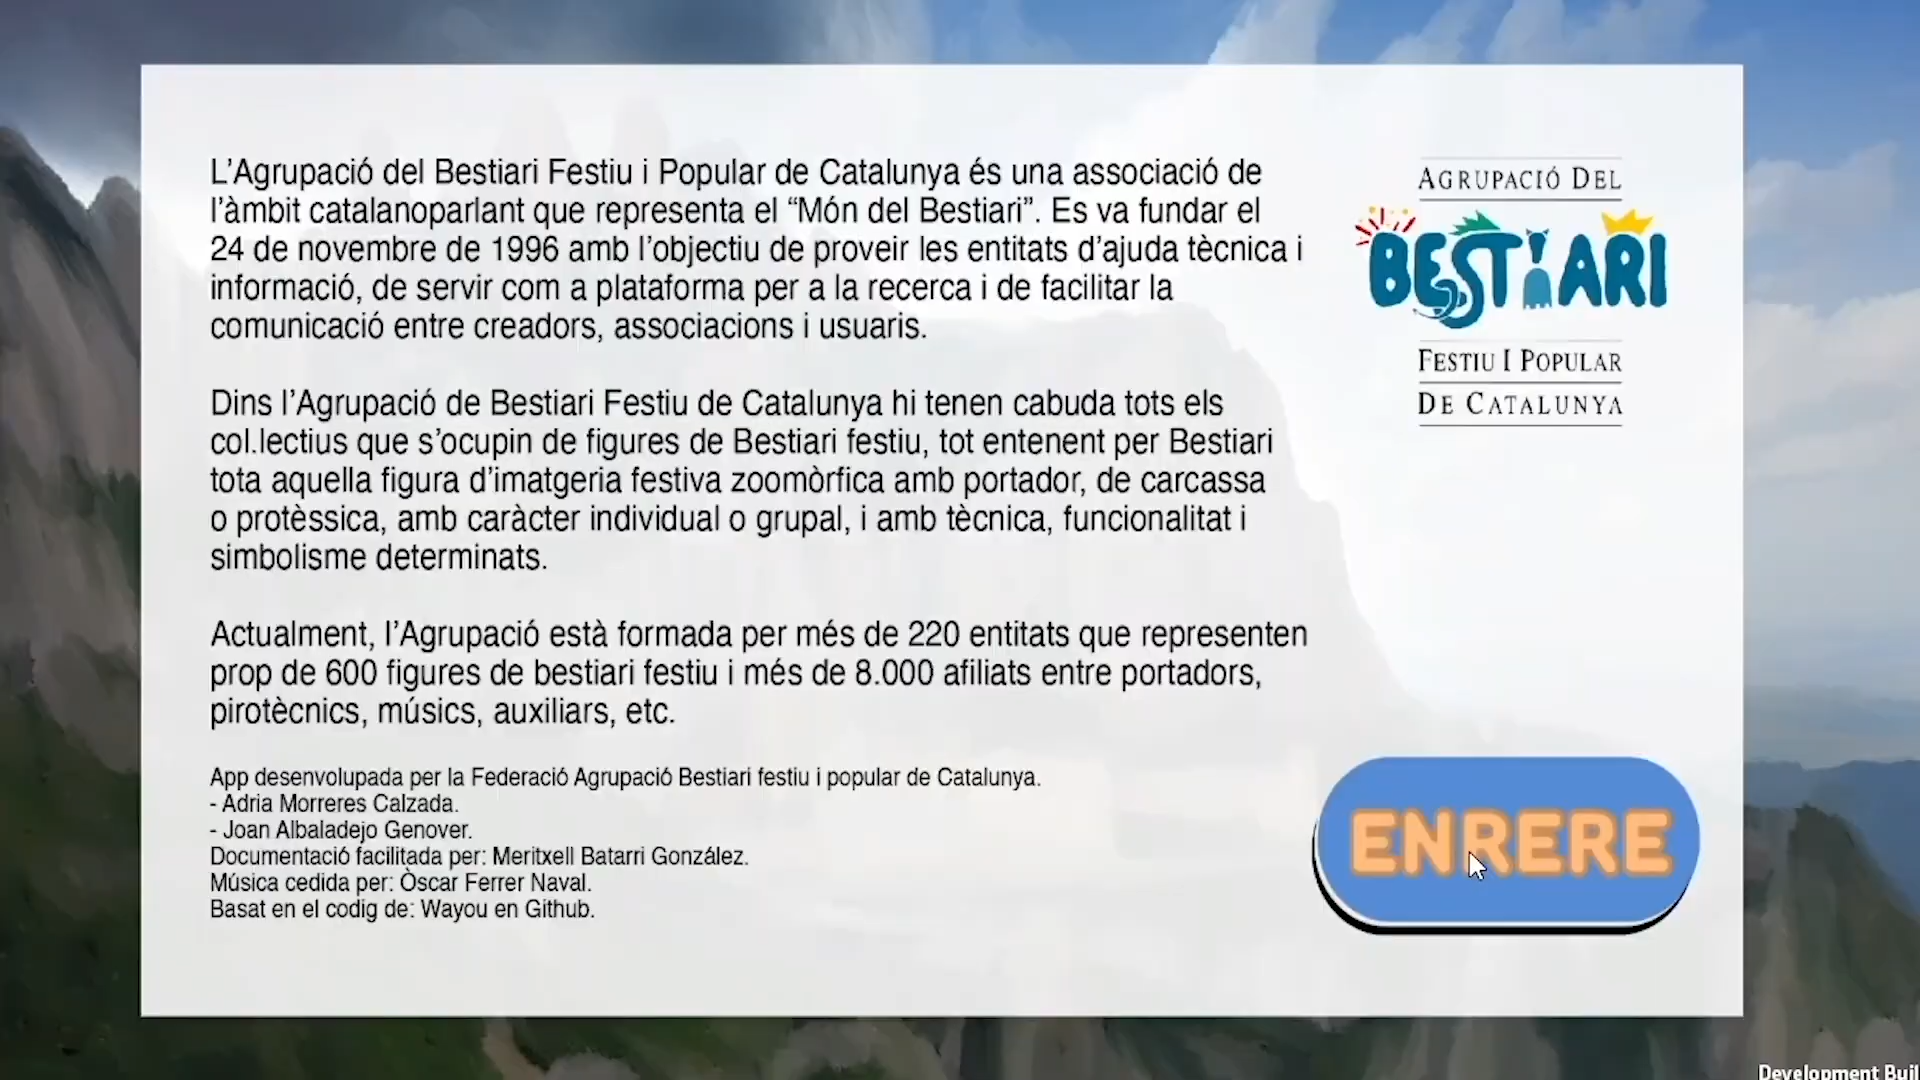 L’Agrupació del Bestiari Festiu i Popular de Catalunya és una associació de
l’àmbit catalanoparlant que representa el “Món del Bestiari”. Es va fundar el
24 de novembre de 1996 amb l’objectiu de proveir les entitats d’ajuda tècnica i
informació, de servir com a plataforma per a la recerca i de facilitar la
comunicació entre creadors, associacions i usuaris.
Dins l’Agrupació de Bestiari Festiu de Catalunya hi tenen cabuda tots els
col.lectius que s’ocupin de figures de Bestiari festiu, tot entenent per Bestiari
tota aquella figura d’imatgeria festiva zoomòrfica amb portador, de carcassa
o protèssica, amb caràcter individual o grupal, i amb tècnica, funcionalitat i
simbolisme determinats.
Actualment, l’Agrupació està formada per més de 220 entitats que representen
prop de 600 figures de bestiari festiu i més de 8.000 afiliats entre portadors,
pirotècnics, músics, auxiliars, etc.
App desenvolupada per la Federació Agrupació Bestiari festiu i popular de Catalunya.
- Adria Morreres Calzada.
- Joan Albaladejo Genover.
Documentació facilitada per: Meritxell Batarri González.
Música cedida per: Òscar Ferrer Naval.
Basat en el codig de: Wayou en Github.
AGRUPACIÓ DEL
BESTIARI
FESTIU I POPULAR
DE CATALUNYA
ENRERE
Development Buil